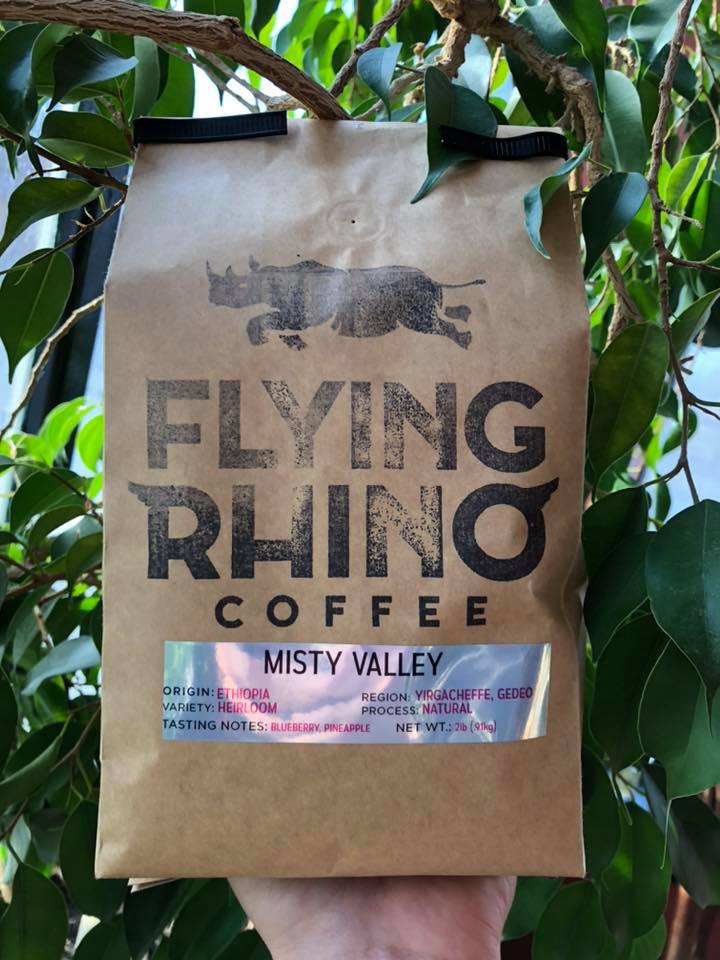 FLYING
RHINO
COFFEE
MISTY VALLEY
ORIGIN: ETHIOPIA REGION: YIRGACHEFFE, GEDEO
VARIETY: HEIRLOOM PROCESS: NATURAL
TASTING NOTES: BLUEBERRY, PINEAPPLE NET WT.: 2lb (.91kg)